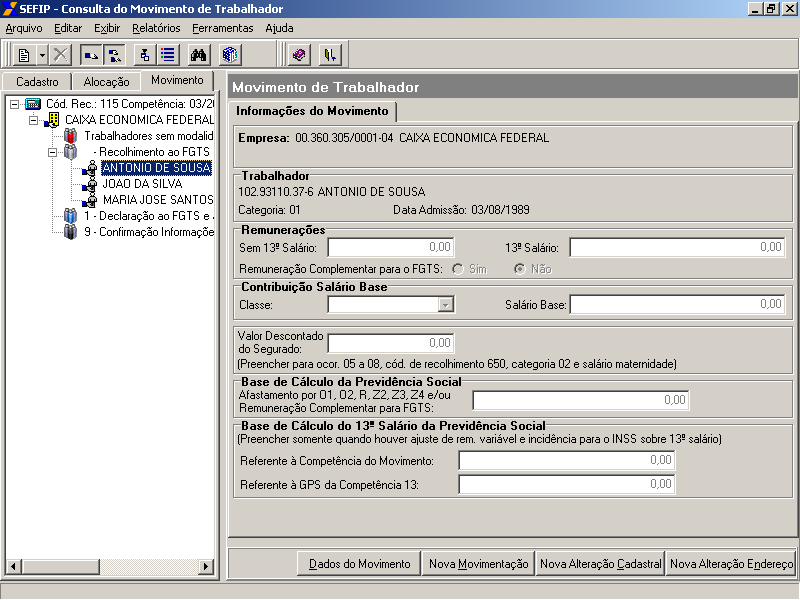 SEFIP - Consulta do Movimento de Trabalhador
Arquivo Editar Exibir Relatórios Ferramentas Ajuda
Cadastro Alocação Movimento
Cód. Rec.: 115 Competência: 03/20
CAIXA ECONOMICA FEDERAL
Trabalhadores sem modalid
- Recolhimento ao FGTS
ANTONIO DE SOUSA
JOAO DA SILVA
MARIA JOSE SANTOS
1 - Declaração ao FGTS e
9 - Confirmação Informaçõe
Movimento de Trabalhador
Informações do Movimento
Empresa: 00.360.305/0001-04 CAIXA ECONOMICA FEDERAL
Trabalhador
102.93110.37-6 ANTONIO DE SOUSA
Categoria: 01 Data Admissão: 03/08/1989
Remunerações
Sem 13º Salário: 0,00 13º Salário: 0,00
Remuneração Complementar para o FGTS: Sim Não
Contribuição Salário Base
Classe: Salário Base: 0,00
Valor Descontado
do Segurado: 0,00
(Preencher para ocor. 05 a 08, cód. de recolhimento 650, categoria 02 e salário maternidade)
Base de Cálculo da Previdência Social
Afastamento por O1, O2, R, Z2, Z3, Z4 e/ou
Remuneração Complementar para FGTS: 0,00
Base de Cálculo do 13º Salário da Previdência Social
(Preencher somente quando houver ajuste de rem. variável e incidência para o INSS sobre 13º salário)
Referente à Competência do Movimento: 0,00
Referente à GPS da Competência 13: 0,00
Dados do Movimento Nova Movimentação Nova Alteração Cadastral Nova Alteração Endereço